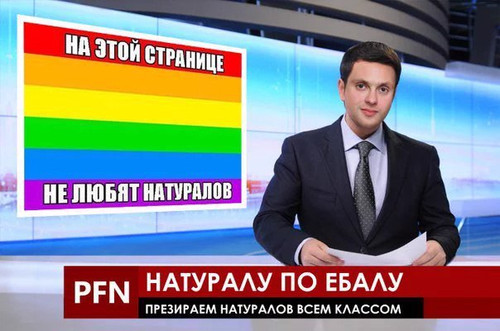 НА ЭТОЙ СТРАНИЦЕ
НЕ ЛЮБЯТ НАТУРАЛОВ
PFN
НАТУРАЛУ ПО ЕБАЛУ
ПРЕЗИРАЕМ НАТУРАЛОВ ВСЕМ КЛАССОМ